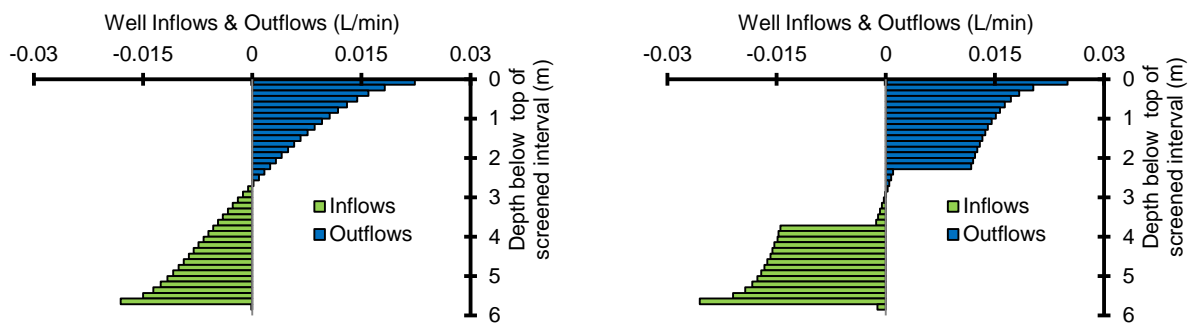 Well Inflows & Outflows (L/min)
-0.03 -0.015 0 0.015 0.03
0
1
2
3
4
5
6
Depth below top of
screened interval (m)
Inflows
Outflows
Well Inflows & Outflows (L/min)
-0.03 -0.015 0 0.015 0.03
0
1
2
3
4
5
6
Depth below top of
screened interval (m)
Inflows
Outflows